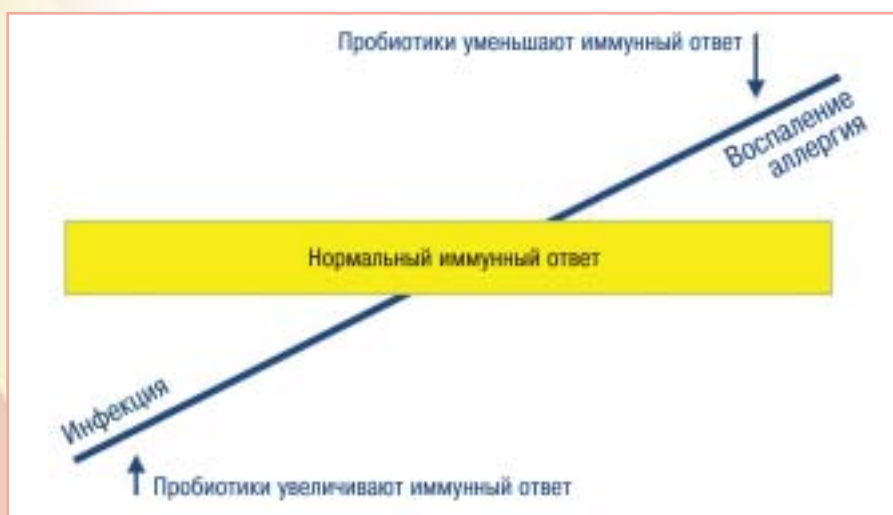 Пробиотики уменьшают иммунный ответ
Воспаление
аллергия
Нормальный иммунный ответ
Инфекция
Пробиотики увеличивают иммунный ответ